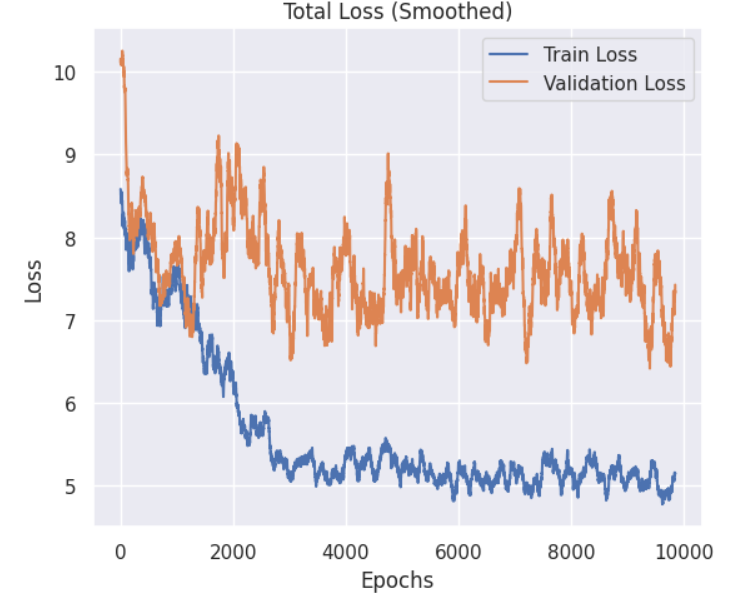 Total Loss (Smoothed)
Train Loss
Validation Loss
10
9
8
7
6
5
Loss
0 2000 4000 6000 8000 10000
Epochs